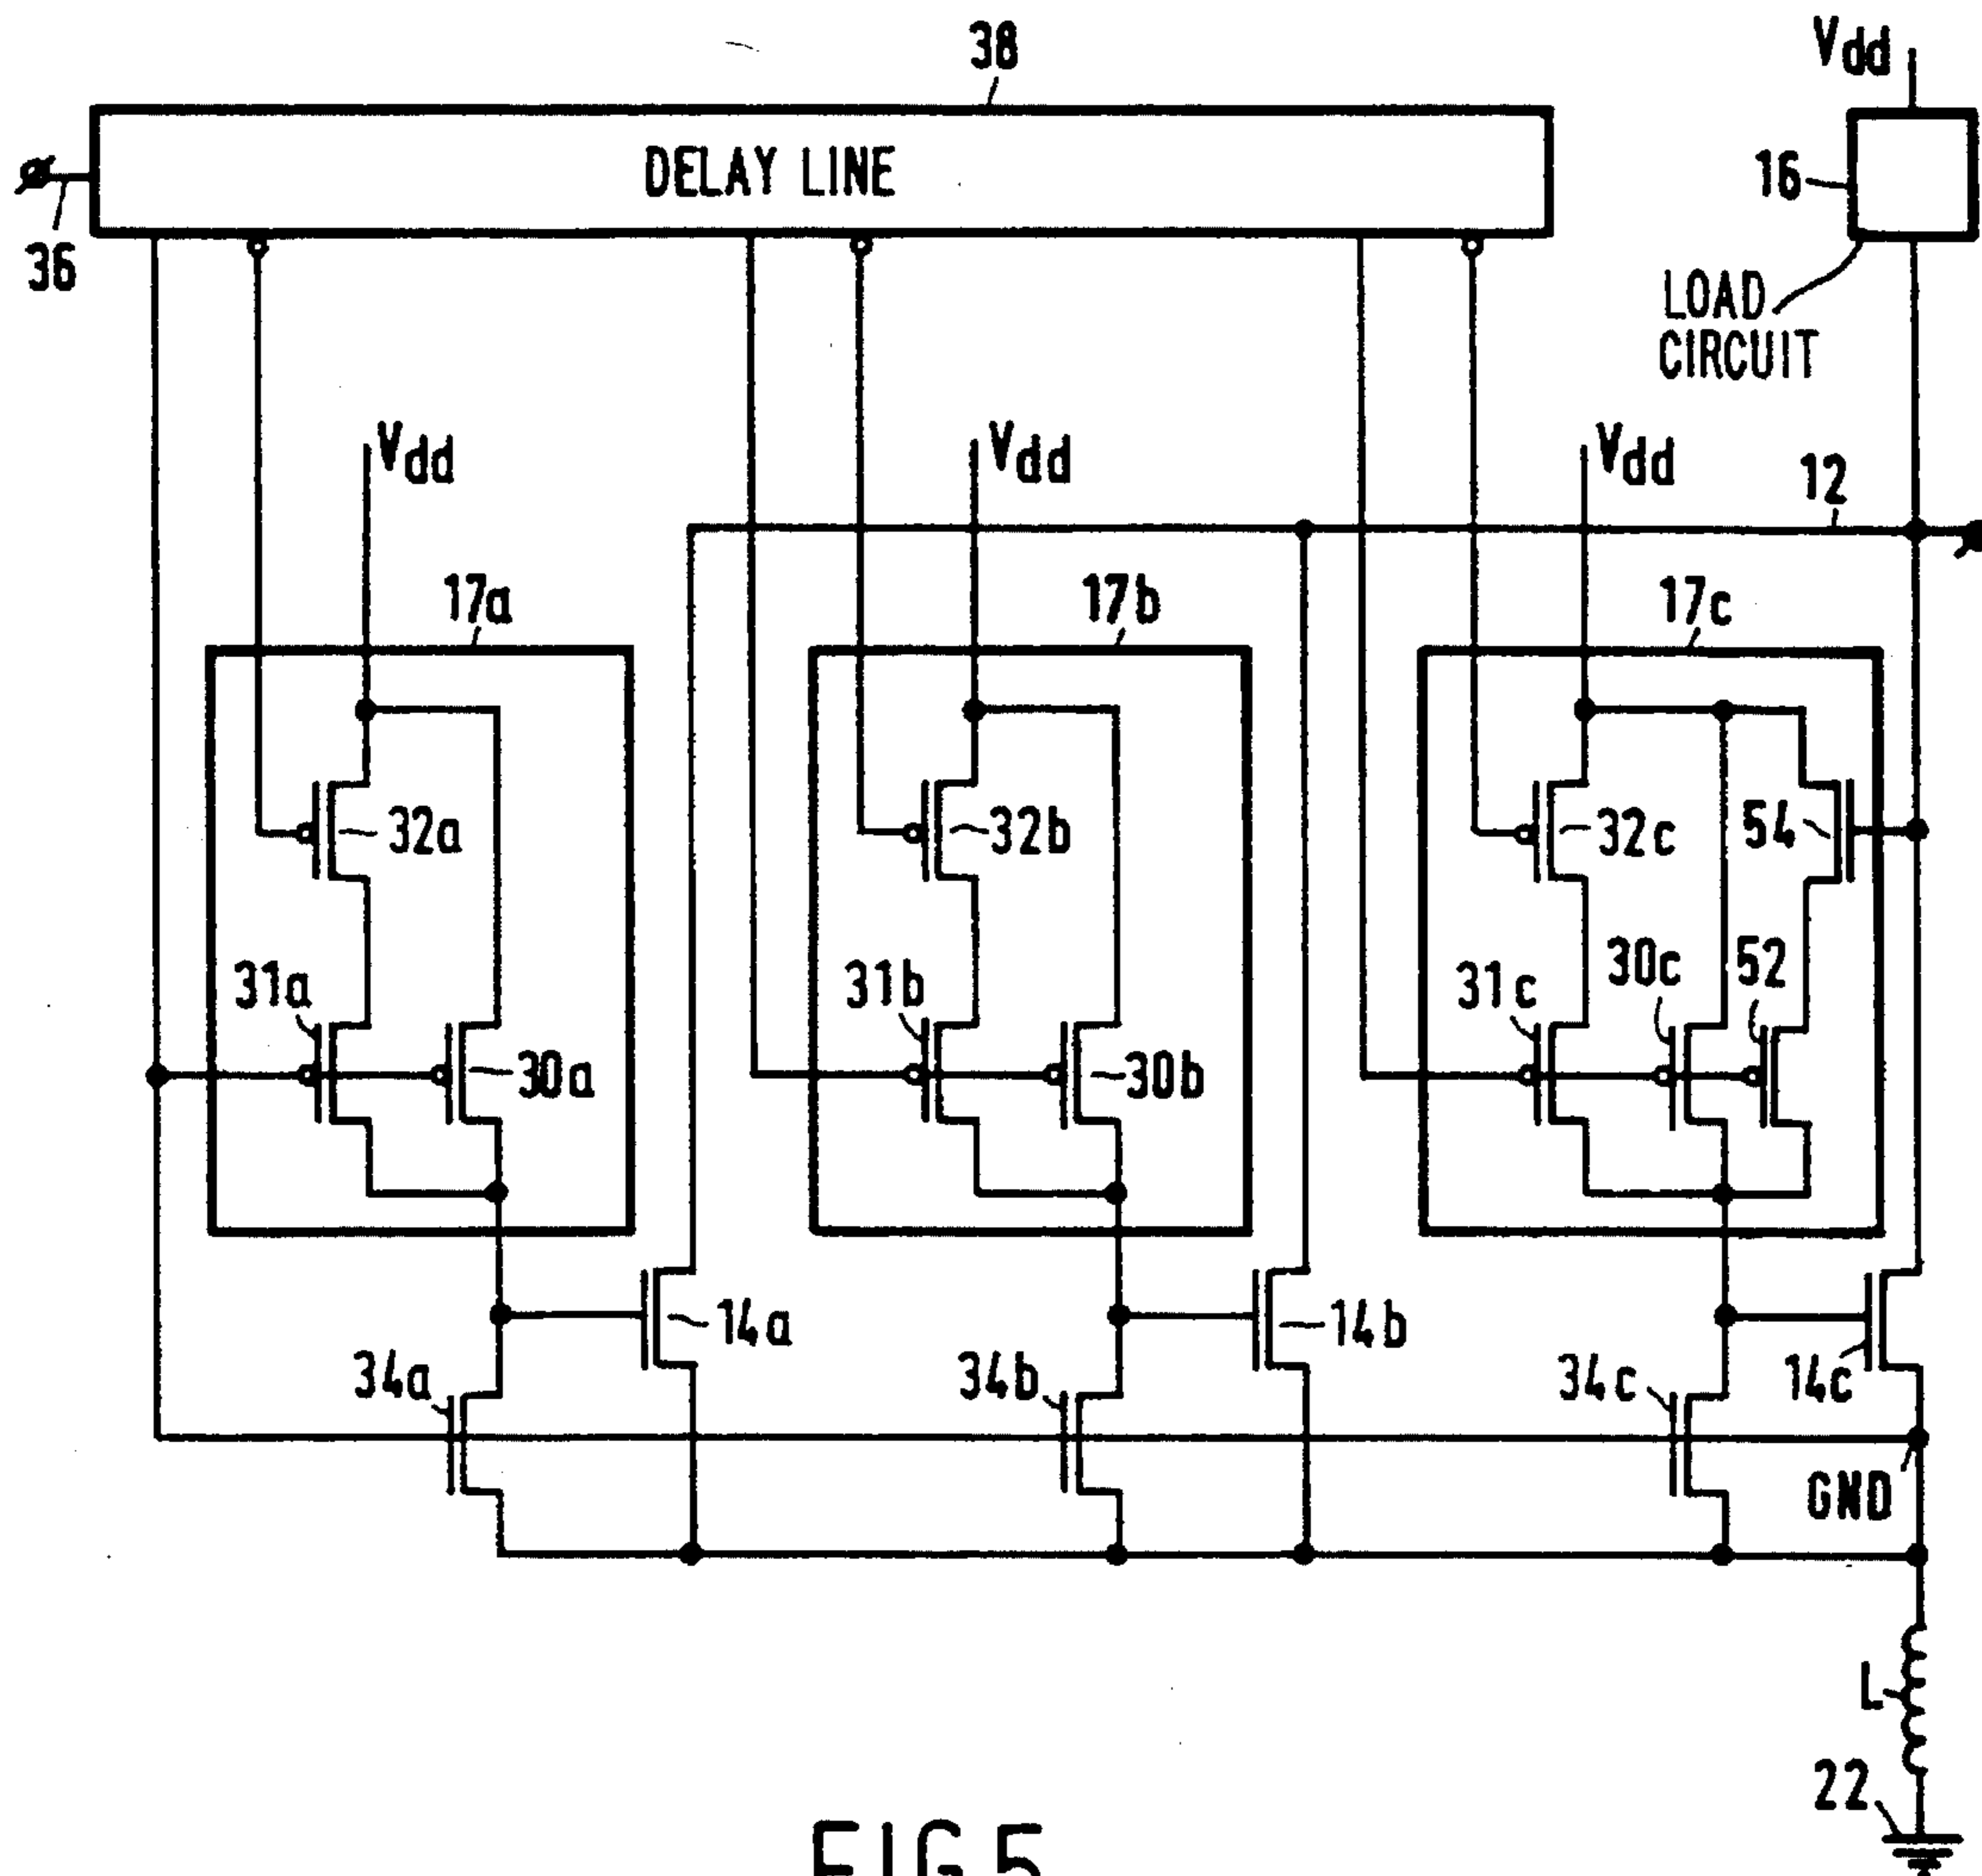 38
Vdd
DELAY LINE
16
36
LOAD
CIRCUIT
Vdd
Vdd
Vdd
12
17a
17b
17c
32a
32b
32c
54
31a
31b
31c
30c
52
30a
30b
14a
14b
34a
34b
34c
14c
GND
L
22
FIG.5